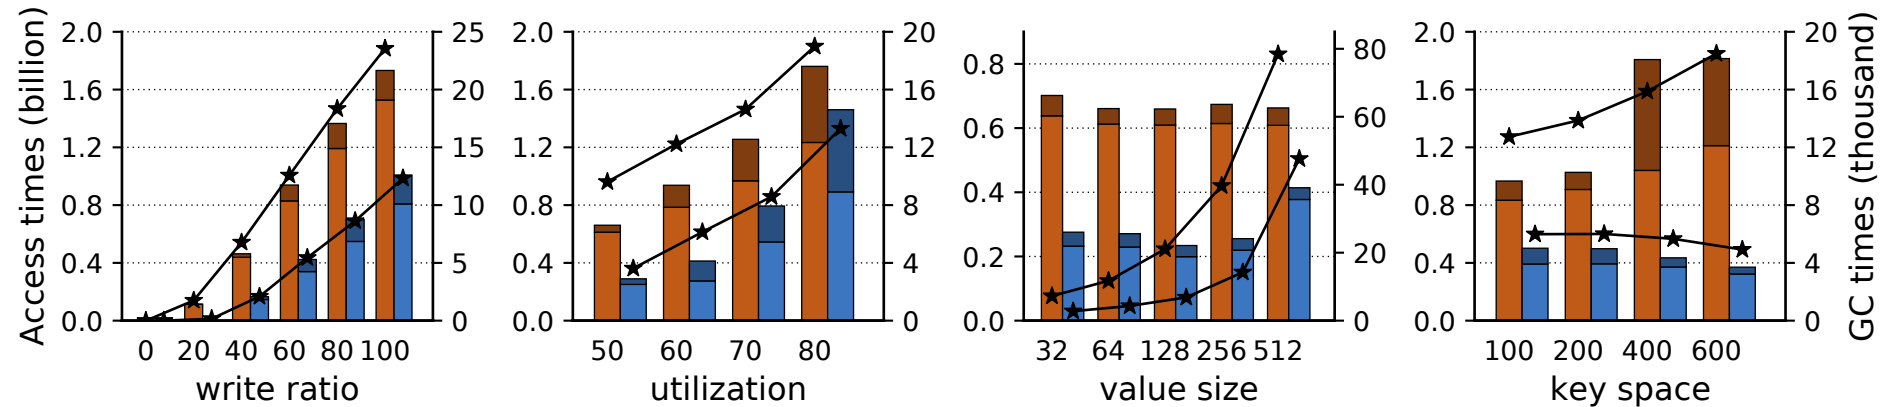 Access times (billion)
2.0 1.6 1.2 0.8 0.4 0.0
25 20 15 10 5 0
0 20 40 60 80 100
write ratio
2.0 1.6 1.2 0.8 0.4 0.0
20 16 12 8 4 0
50 60 70 80
utilization
0.8 0.6 0.4 0.2 0.0
80 60 40 20 0
32 64 128 256 512
value size
2.0 1.6 1.2 0.8 0.4 0.0
20 16 12 8 4 0
100 200 400 600
key space
GC times (thousand)